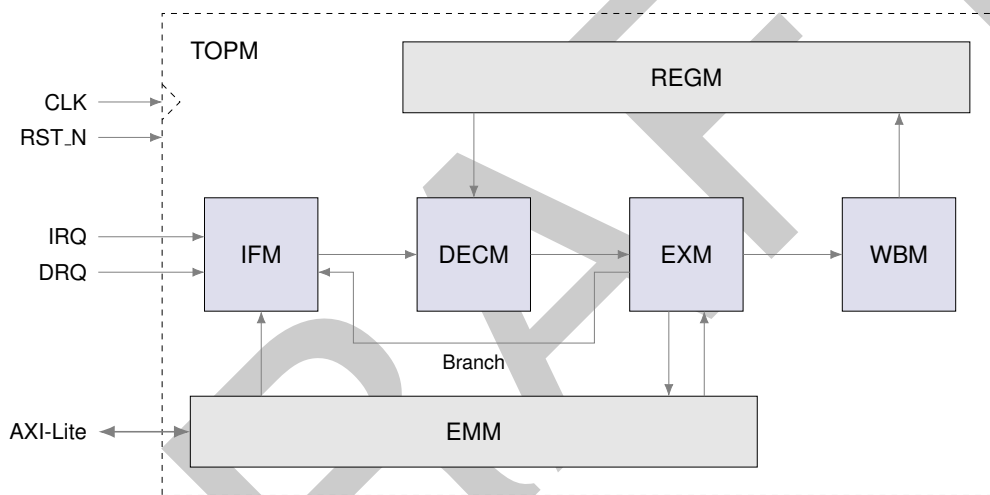 TOPM
REGM
CLK
RST_N
IRQ
DRQ
IFM
DECM
EXM
WBM
Branch
AXI-Lite
EMM